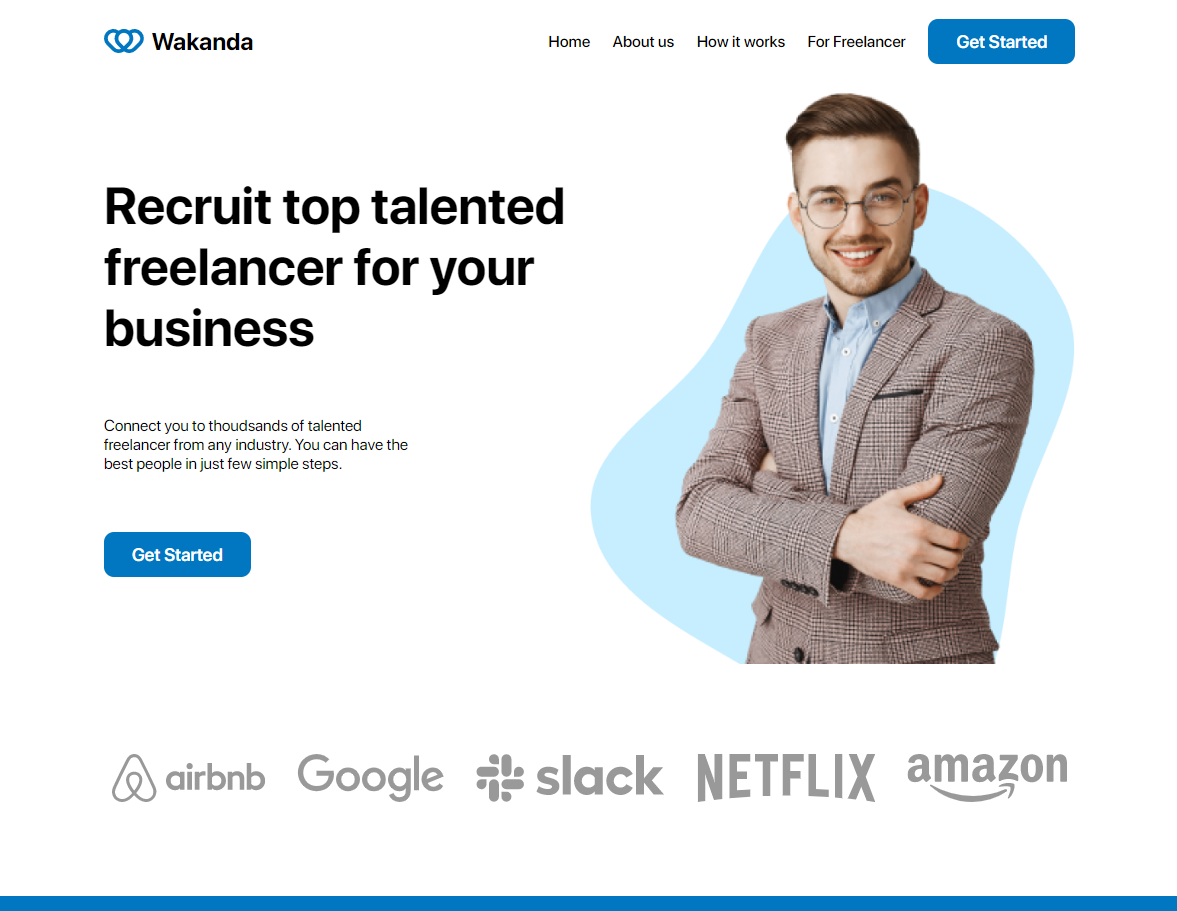 Wakanda
Home
About us
How it works
For Freelancer
Get Started
Recruit top talented
freelancer for your
business
Connect you to thoudsands of talented
freelancer from any industry. You can have the
best people in just few simple steps.
Get Started
airbnb
Google
slack
NETFLIX
amazon